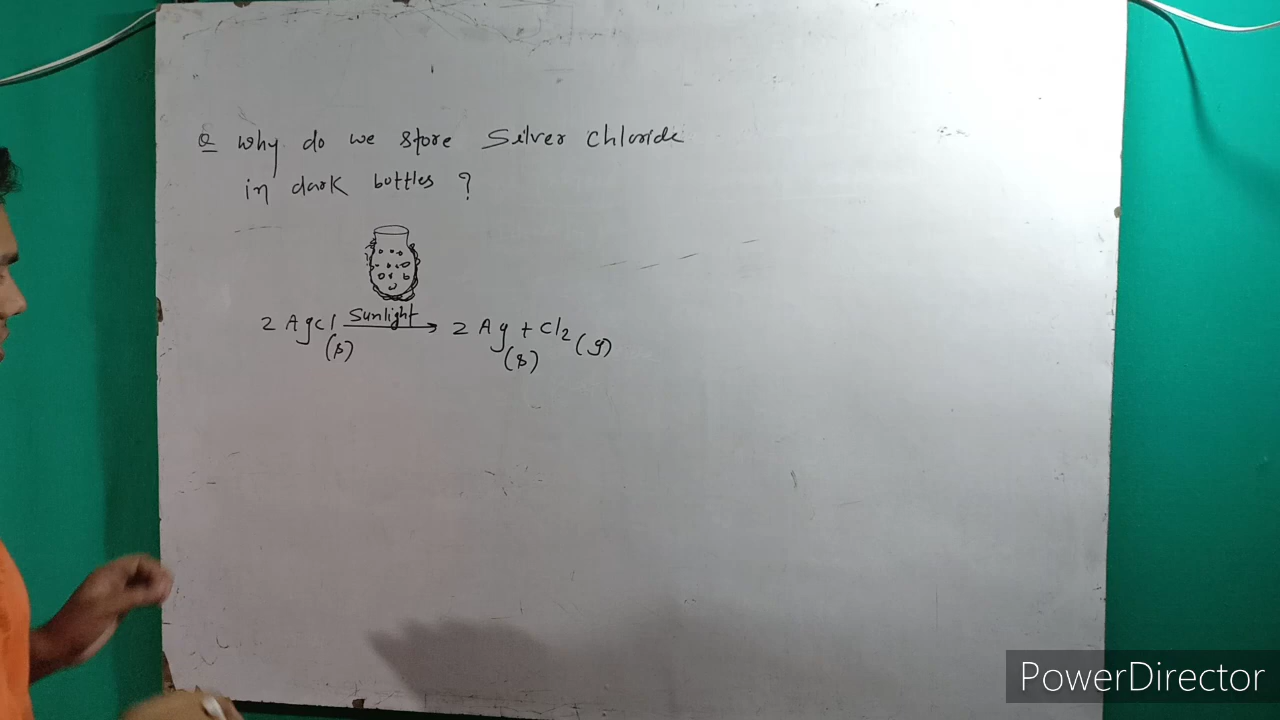 Q Why do we store Silver Chloride
in dark bottles ?
Sunlight
2 AgCl → 2 Ag + Cl2 (g)
(s) (s)
PowerDirector